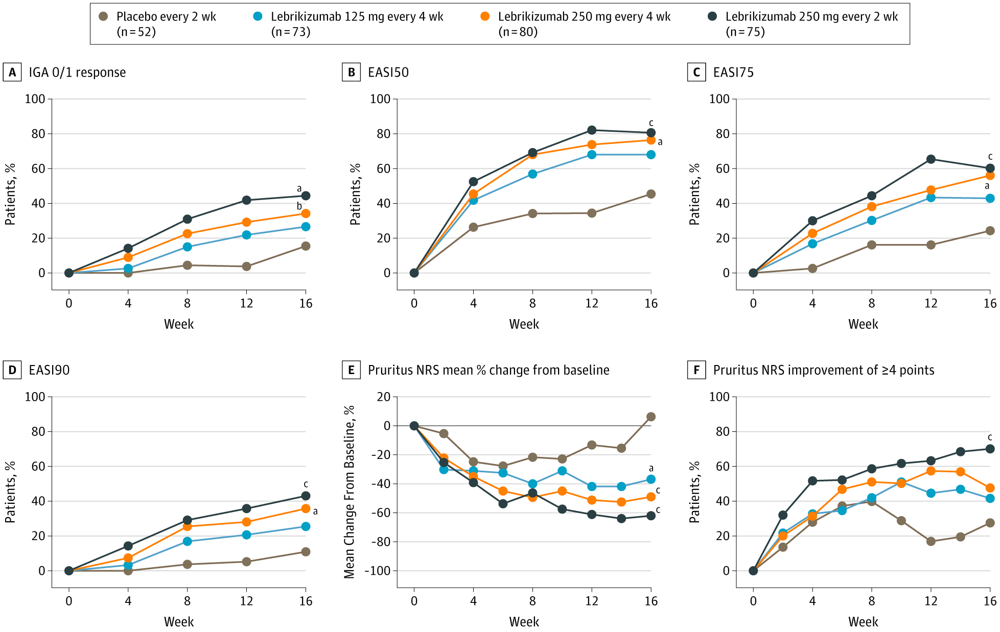 Placebo every 2 wk
(n=52)
Lebrikizumab 125 mg every 4 wk
(n=73)
Lebrikizumab 250 mg every 4 wk
(n=80)
Lebrikizumab 250 mg every 2 wk
(n=75)
A IGA 0/1 response
100
80
60
40
20
0
Patients, %
a
b
0 4 8 12 16
Week
B EASI50
100
80
60
40
20
0
Patients, %
c
a
0 4 8 12 16
Week
C EASI75
100
80
60
40
20
0
Patients, %
c
a
0 4 8 12 16
Week
D EASI90
100
80
60
40
20
0
Patients, %
c
a
0 4 8 12 16
Week
E Pruritus NRS mean % change from baseline
20
0
-20
-40
-60
-80
-100
Mean Change From Baseline, %
a
c
c
0 4 8 12 16
Week
F Pruritus NRS improvement of ≥4 points
100
80
60
40
20
0
Patients, %
c
0 4 8 12 16
Week